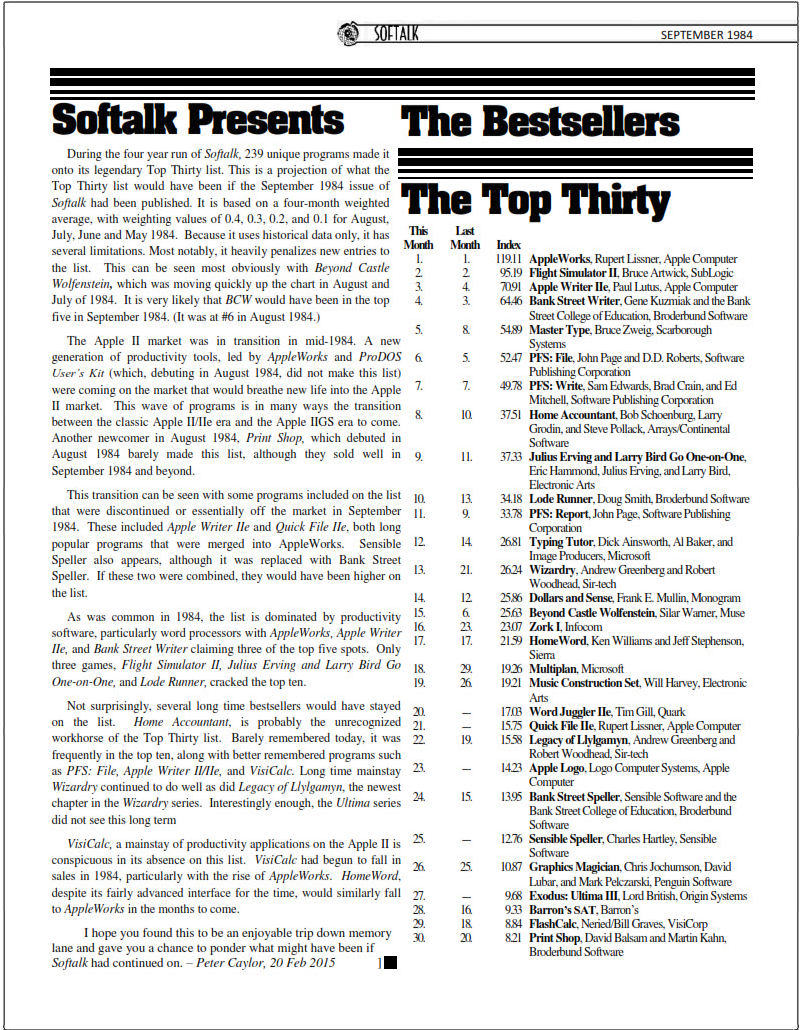 SOFTALK
SEPTEMBER 1984
Softalk Presents
During the four year run of Softalk, 239 unique programs made it
onto its legendary Top Thirty list. This is a projection of what the
Top Thirty list would have been if the September 1984 issue of
Softalk had been published. It is based on a four-month weighted
average, with weighting values of 0.4, 0.3, 0.2, and 0.1 for August,
July, June and May 1984. Because it uses historical data only, it has
several limitations. Most notably, it heavily penalizes new entries to
the list. This can be seen most obviously with Beyond Castle
Wolfenstein, which was moving quickly up the chart in August and
July of 1984. It is very likely that BCW would have been in the top
five in September 1984. (It was at #6 in August 1984.)
The Apple II market was in transition in mid-1984. A new
generation of productivity tools, led by AppleWorks and ProDOS
User's Kit (which, debuting in August 1984, did not make this list)
were coming on the market that would breathe new life into the Apple
II market. This wave of programs is in many ways the transition
between the classic Apple II/IIe era and the Apple IIGS era to come.
Another newcomer in August 1984, Print Shop, which debuted in
August 1984 barely made this list, although they sold well in
September 1984 and beyond.
This transition can be seen with some programs included on the list
that were discontinued or essentially off the market in September
1984. These included Apple Writer IIe and Quick File IIe, both long
popular programs that were merged into AppleWorks. Sensible
Speller also appears, although it was replaced with Bank Street
Speller. If these two were combined, they would have been higher on
the list.
As was common in 1984, the list is dominated by productivity
software, particularly word processors with AppleWorks, Apple Writer
IIe, and Bank Street Writer claiming three of the top five spots. Only
three games, Flight Simulator II, Julius Erving and Larry Bird Go
One-on-One, and Lode Runner, cracked the top ten.
Not surprisingly, several long time bestsellers would have stayed
on the list. Home Accountant, is probably the unrecognized
workhorse of the Top Thirty list. Barely remembered today, it was
frequently in the top ten, along with better remembered programs such
as PFS: File, Apple Writer II/IIe, and VisiCalc. Long time mainstay
Wizardry continued to do well as did Legacy of Llylgamyn, the newest
chapter in the Wizardry series. Interestingly enough, the Ultima series
did not see this long term
VisiCalc, a mainstay of productive applications on the Apple II is
conspicuous in its absence on this list. VisiCalc had begun to fall in
sales in 1984, particularly with the rise of AppleWorks. HomeWord,
despite its fairly advanced interface for the time, would similarly fall
to AppleWorks in the months to come.
I hope you found this to be an enjoyable trip down memory
lane and gave you a chance to ponder what might have been if
Softalk had continued on. – Peter Caylor, 20 Feb 2015 ]
The Bestsellers
The Top Thirty
This Last
Month Month Index
1. 1. 119.11 AppleWorks, Rupert Lissner, Apple Computer
2. 2. 95.19 Flight Simulator II, Bruce Artwick, SubLogic
3. 4. 70.91 Apple Writer IIe, Paul Lutus, Apple Computer
4. 3. 64.46 Bank Street Writer, Gene Kuzmiak and the Bank
Street College of Education, Broderbund Software
5. 8. 54.89 Master Type, Bruce Zweig, Scarborough
Systems
6. 5. 52.47 PFS: File, John Page and D.D. Roberts, Software
Publishing Corporation
7. 7. 49.78 PFS: Write, Sam Edwards, Brad Crain, and Ed
Mitchell, Software Publishing Corporation
8. 10. 37.51 Home Accountant, Bob Schoenburg, Larry
Grodin, and Steve Pollack, Arrays/Continental
Software
9. 11. 37.33 Julius Erving and Larry Bird Go One-on-One,
Eric Hammond, Julius Erving, and Larry Bird,
Electronic Arts
10. 13. 34.18 Lode Runner, Doug Smith, Broderbund Software
11. 9. 33.78 PFS: Report, John Page, Software Publishing
Corporation
12. 14. 26.81 Typing Tutor, Dick Ainsworth, Al Baker, and
Image Producers, Microsoft
13. 21. 26.24 Wizardry, Andrew Greenberg and Robert
Woodhead, Sir-tech
14. 12. 25.86 Dollars and Sense, Frank E. Mullin, Monogram
15. 6. 25.63 Beyond Castle Wolfenstein, Silar Warner, Muse
16. 23. 23.07 Zork I, Infocom
17. 17. 21.59 HomeWord, Ken Williams and Jeff Stephenson,
Sierra
18. 29. 19.26 Multiplan, Microsoft
19. 26. 19.21 Music Construction Set, Will Harvey, Electronic
Arts
20. — 17.03 Word Juggler IIe, Tim Gill, Quark
21. — 15.75 Quick File IIe, Rupert Lissner, Apple Computer
22. 19. 15.58 Legacy of Llylgamyn, Andrew Greenberg and
Robert Woodhead, Sir-tech
23. — 14.23 Apple Logo, Logo Computer Systems, Apple
Computer
24. 15. 13.95 Bank Street Speller, Sensible Software and the
Bank Street College of Education, Broderbund
Software
25. — 12.76 Sensible Speller, Charles Hartley, Sensible
Software
26. 25. 10.87 Graphics Magician, Chris Jochumson, David
Lubar, and Mark Pelczarski, Penguin Software
27. — 9.68 Exodus: Ultima III, Lord British, Origin Systems
28. 16. 9.33 Barron's SAT, Barron's
29. 18. 8.84 FlashCalc, Neried/Bill Graves, VisiCorp
30. 20. 8.21 Print Shop, David Balsam and Martin Kahn,
Broderbund Software